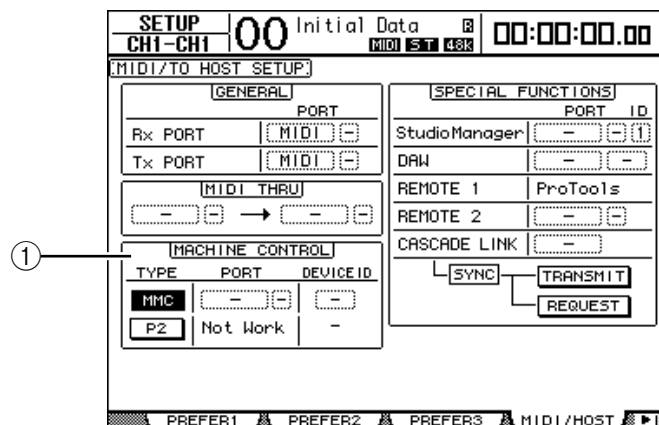 SETUP
CH1-CH1
00
Initial Data R
MIDI ST 48K
00:00:00.00
MIDI/TO HOST SETUP
GENERAL
PORT
Rx PORT MIDI -
Tx PORT MIDI -
MIDI THRU
- - → - -
① MACHINE CONTROL
TYPE PORT DEVICE ID
MMC - - -
P2 Not Work -
SPECIAL FUNCTIONS
PORT ID
StudioManager - - 1
DAW - -
REMOTE 1 ProTools
REMOTE 2 - -
CASCADE LINK -
SYNC TRANSMIT
REQUEST
PREFER1 PREFER2 PREFER3 MIDI/HOST